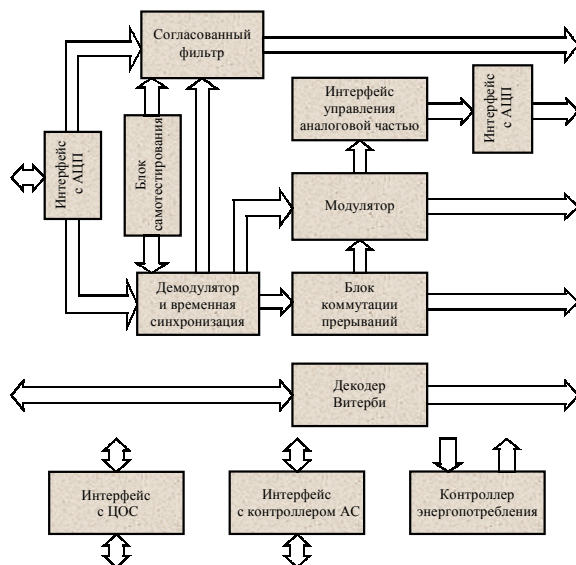 Согласованный
фильтр
Интерфейс
управления
аналоговой частью
Интерфейс
с АЦП
Интерфейс
с АЦП
Блок
самотестирования
Модулятор
Демодулятор
и временная
синхронизация
Блок
коммутации
прерываний
Декодер
Витерби
Интерфейс
с ЦОС
Интерфейс
с контроллером АС
Контроллер
энергопотребления